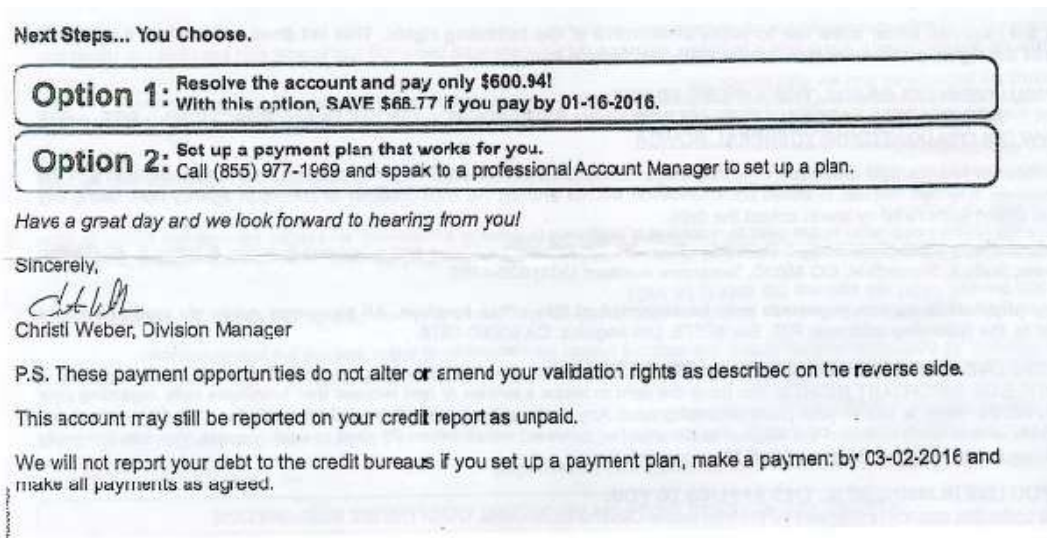 Next Steps... You Choose.
Option 1: Resolve the account and pay only $600.94!
With this option, SAVE $66.77 if you pay by 01-16-2016.
Option 2: Set up a payment plan that works for you.
Call (855) 977-1969 and speak to a professional Account Manager to set up a plan.
Have a great day and we look forward to hearing from you!
Sincerely,
Christi Weber, Division Manager
P.S. These payment opportunities do not alter or amend your validation rights as described on the reverse side.
This account may still be reported on your credit report as unpaid.
We will not report your debt to the credit bureaus if you set up a payment plan, make a payment by 03-02-2016 and
make all payments as agreed.